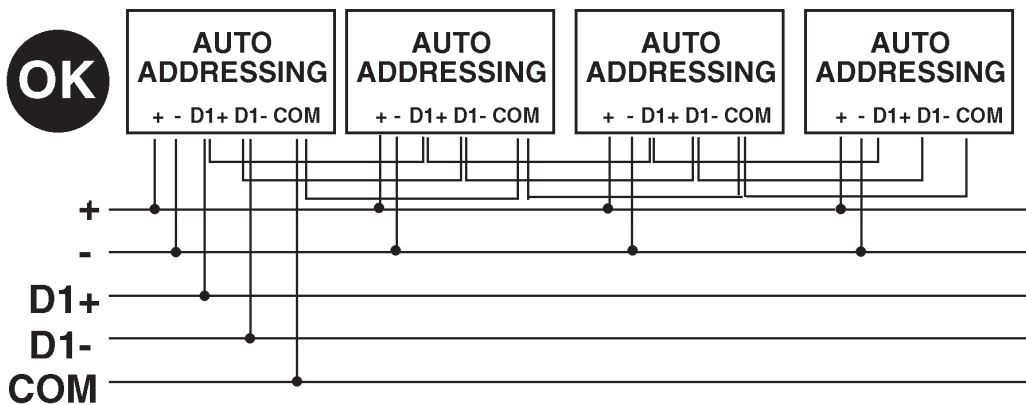 OK
AUTO
ADDRESSING
+ - D1+ D1- COM
AUTO
ADDRESSING
+ - D1+ D1- COM
AUTO
ADDRESSING
+ - D1+ D1- COM
AUTO
ADDRESSING
+ - D1+ D1- COM
+
-
D1+
D1-
COM